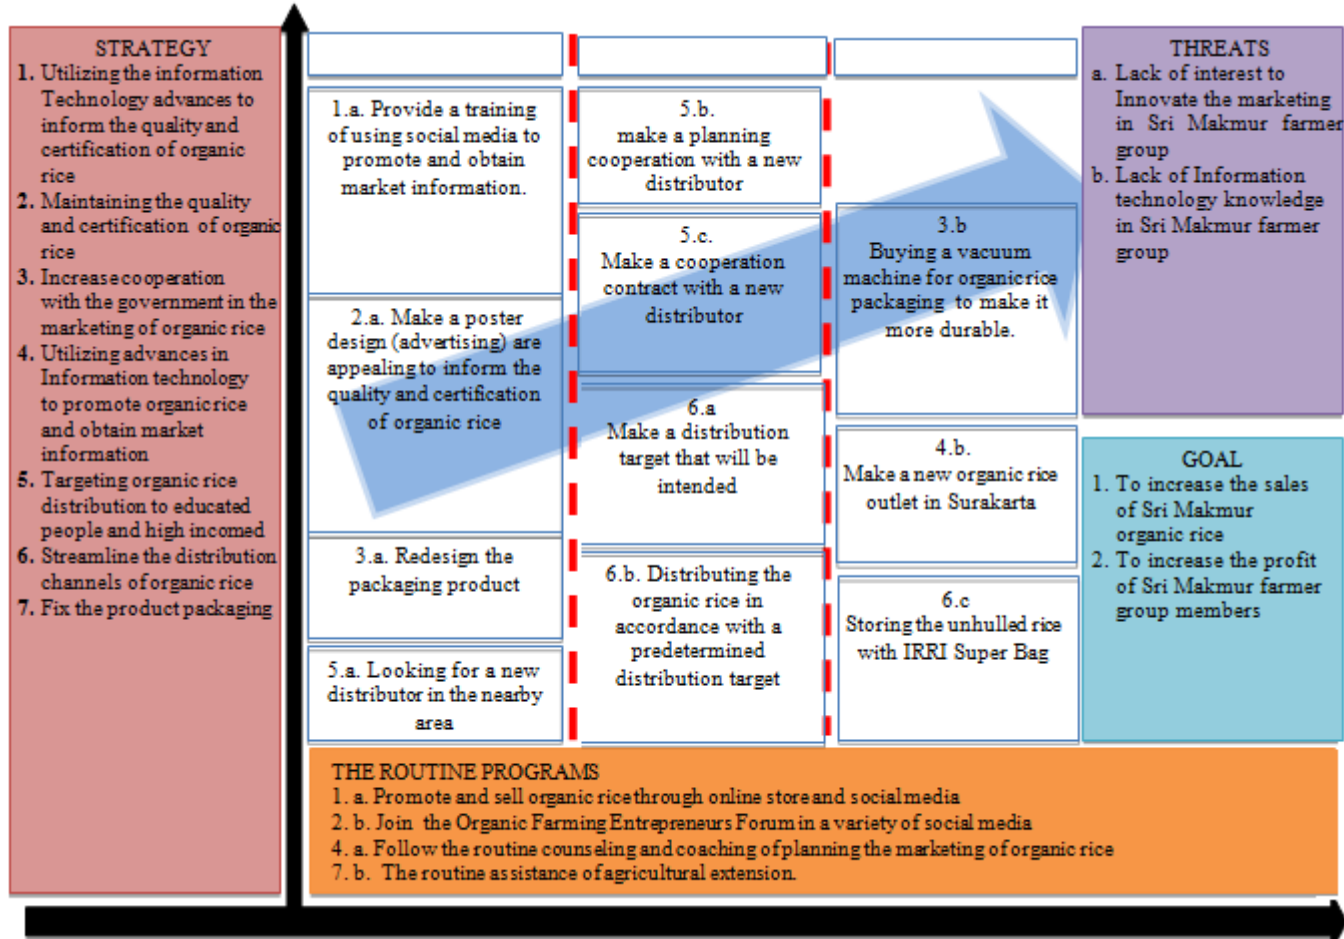 STRATEGY
1. Utilizing the information
Technology advances to
inform the quality and
certification of organic
rice
2. Maintaining the quality
and certification of organic
rice
3. Increase cooperation
with the government in the
marketing of organic rice
4. Utilizing advances in
Information technology
to promote organic rice
and obtain market
information
5. Targeting organic rice
distribution to educated
people and high incomed
6. Streamline the distribution
channels of organic rice
7. Fix the product packaging
1.a. Provide a training
of using social media to
promote and obtain
market information.
2.a. Make a poster
design (advertising) are
appealing to inform the
quality and certification
of organic rice
3.a. Redesign the
packaging product
5.a. Looking for a new
distributor in the nearby
area
5.b.
make a planning
cooperation with a new
distributor
5.c.
Make a cooperation
contract with a new
distributor
6.a
Make a distribution
target that will be
intended
6.b. Distributing the
organic rice in
accordance with a
predetermined
distribution target
3.b
Buying a vacuum
machine for organic rice
packaging to make it
more durable.
4.b.
Make a new organic rice
outlet in Surakarta
6.c
Storing the unhulled rice
with IRRI Super Bag
THREATS
a. Lack of interest to
Innovate the marketing
in Sri Makmur farmer
group
b. Lack of Information
technology knowledge
in Sri Makmur farmer
group
GOAL
1. To increase the sales
of Sri Makmur
organic rice
2. To increase the profit
of Sri Makmur farmer
group members
THE ROUTINE PROGRAMS
1. a. Promote and sell organic rice through online store and social media
2. b. Join the Organic Farming Entrepreneurs Forum in a variety of social media
4. a. Follow the routine counseling and coaching of planning the marketing of organic rice
7. b. The routine assistance of agricultural extension.